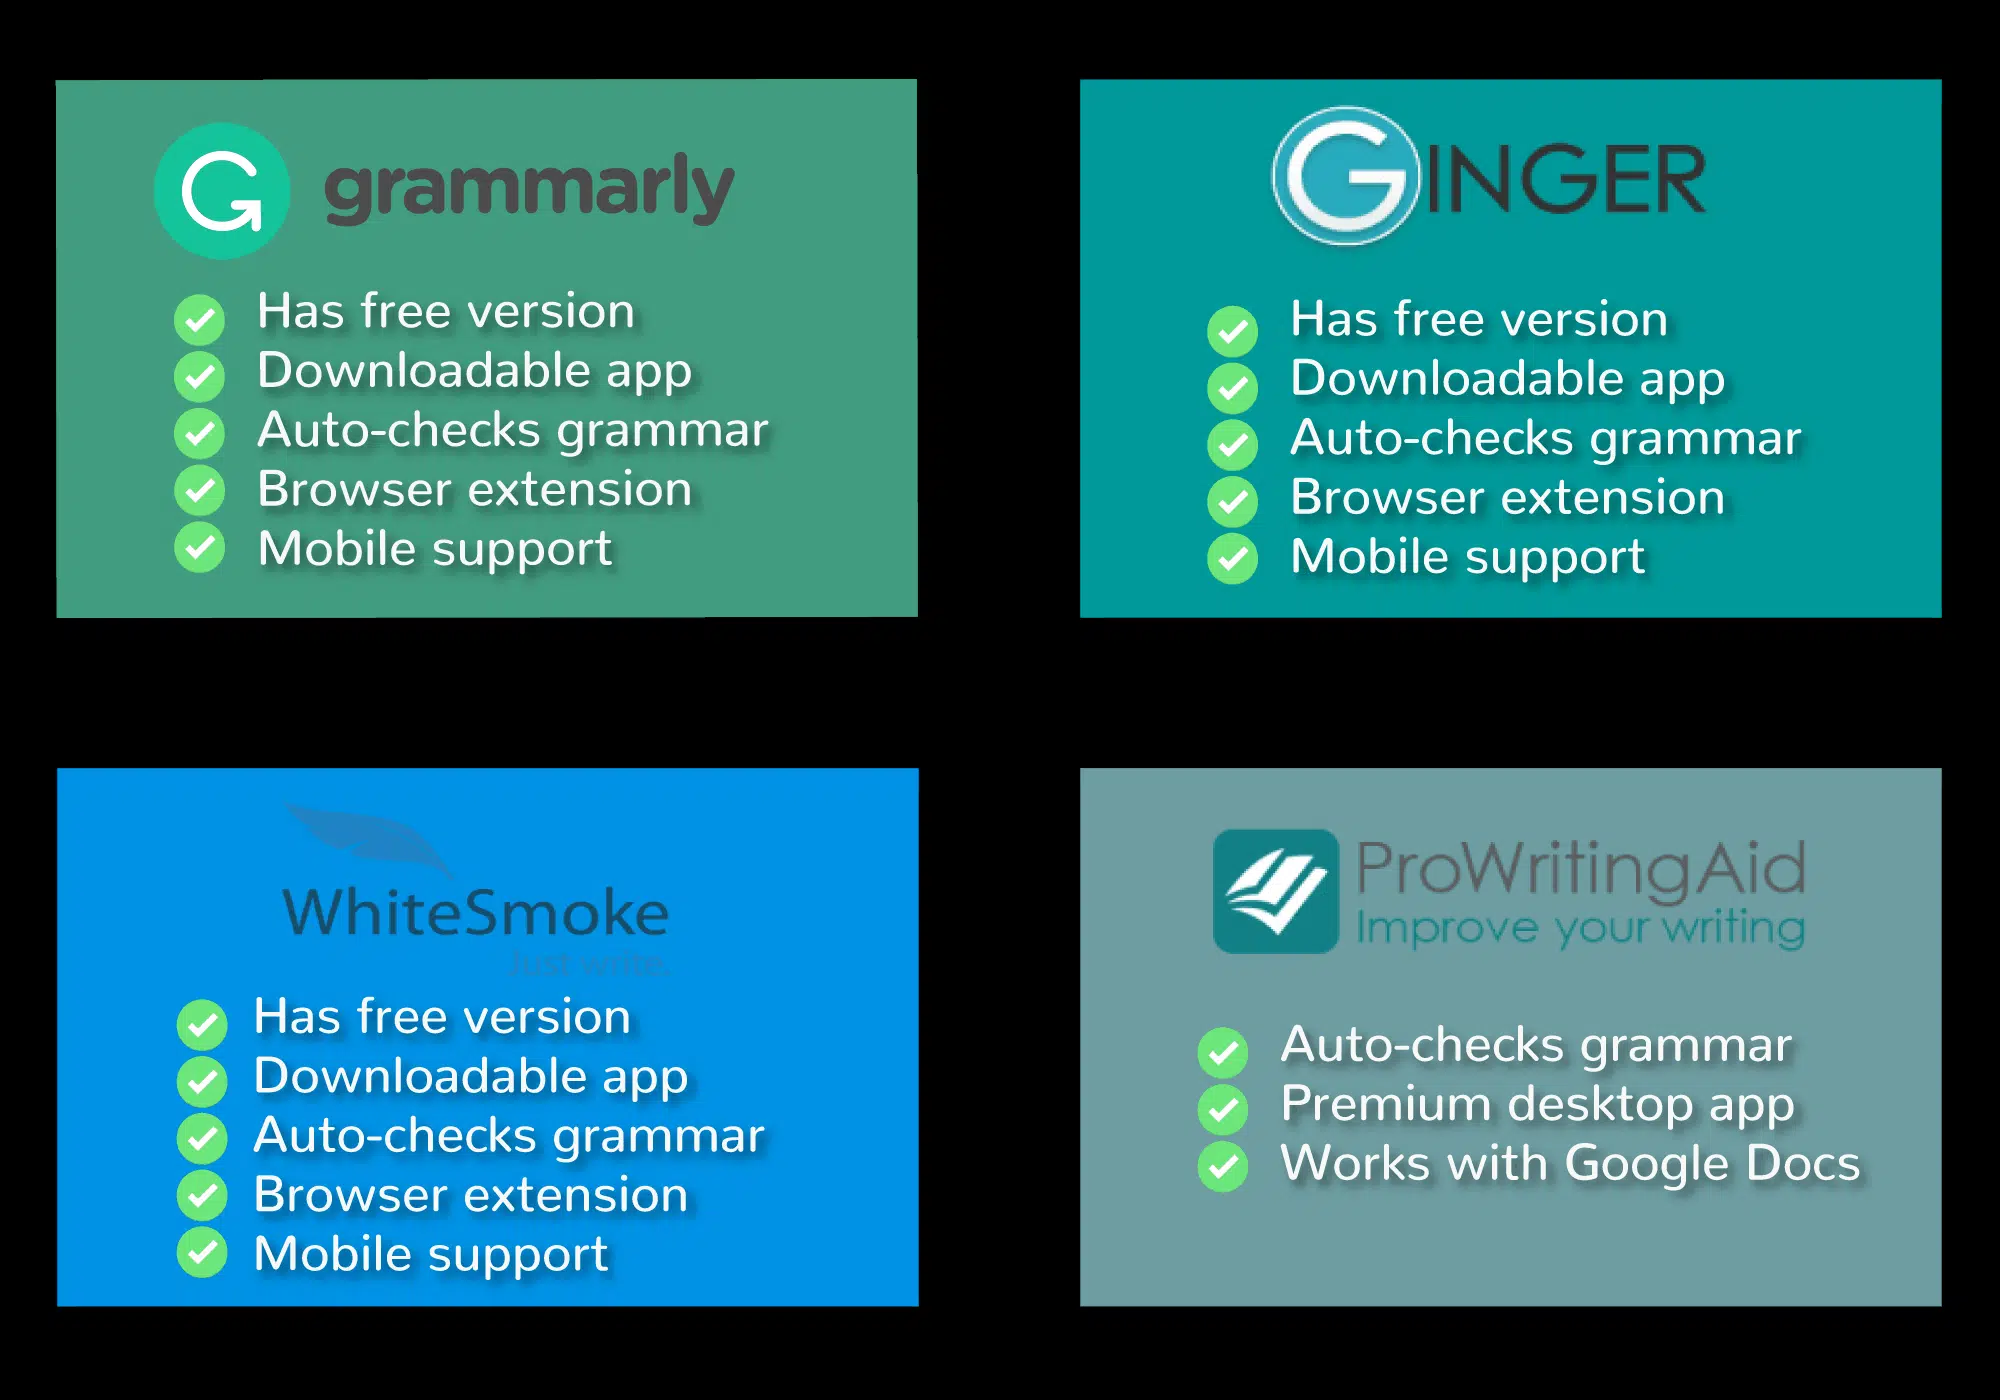 grammarly
Has free version
Downloadable app
Auto-checks grammar
Browser extension
Mobile support
GINGER
Has free version
Downloadable app
Auto-checks grammar
Browser extension
Mobile support
WhiteSmoke
Just write.
Has free version
Downloadable app
Auto-checks grammar
Browser extension
Mobile support
ProWritingAid
Improve your writing
Auto-checks grammar
Premium desktop app
Works with Google Docs